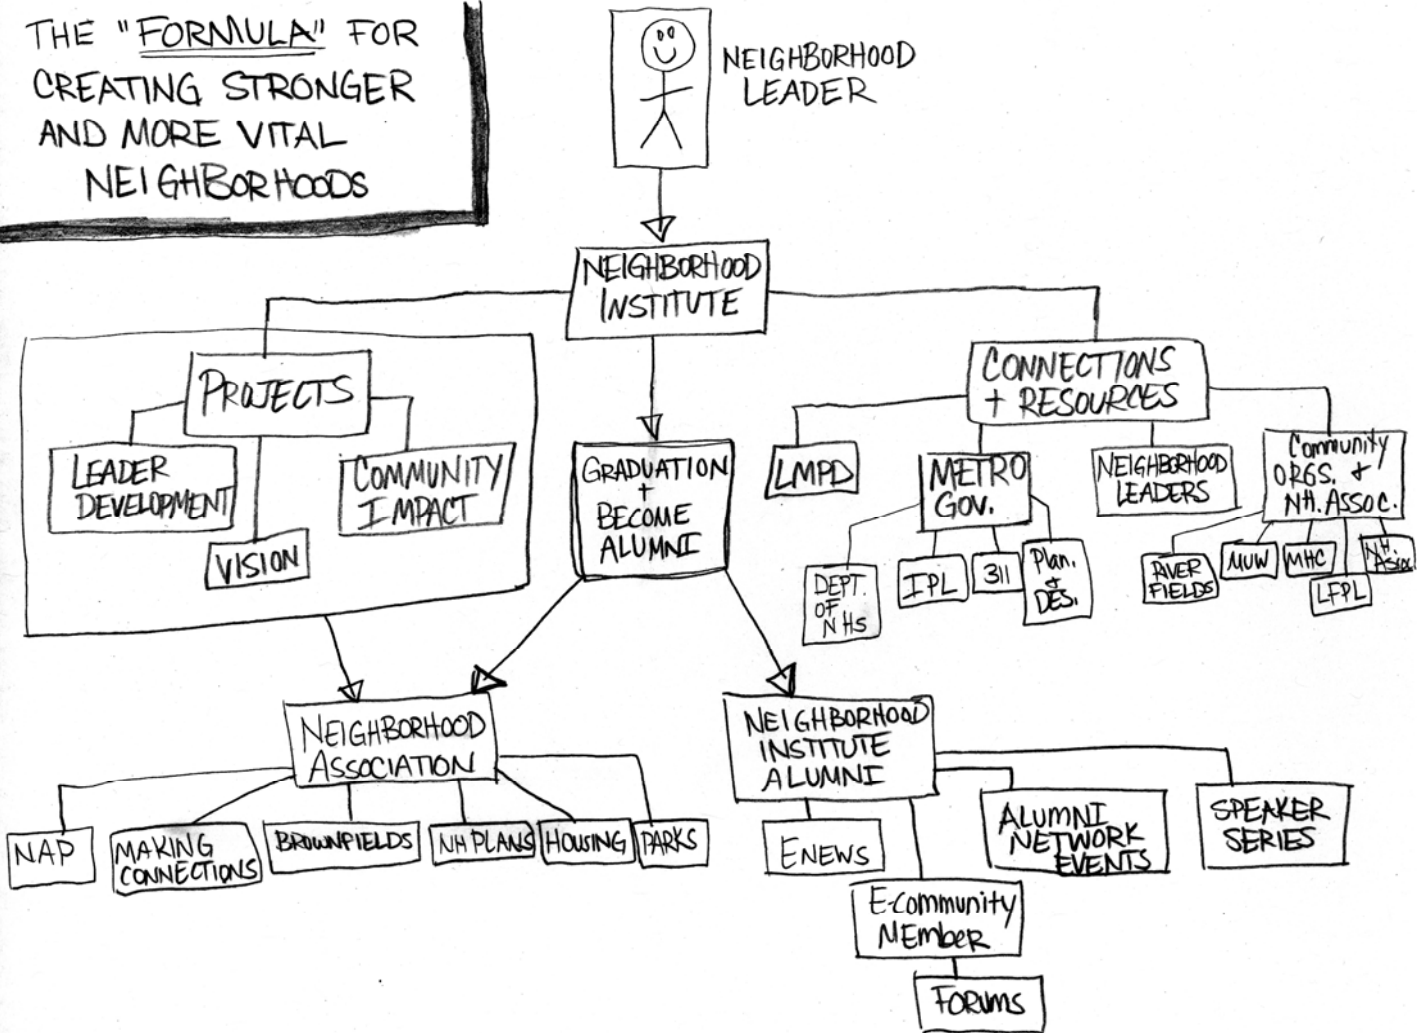 THE "FORMULA" FOR
CREATING STRONGER
AND MORE VITAL
NEIGHBORHOODS
NEIGHBORHOOD
LEADER
NEIGHBORHOOD
INSTITUTE
PROJECTS
LEADER
DEVELOPMENT
VISION
COMMUNITY
IMPACT
GRADUATION
+
BECOME
ALUMNI
CONNECTIONS
+ RESOURCES
LMPD
METRO
GOV.
DEPT.
OF
NHS
IPL
311
Plan.
&
DES.
NEIGHBORHOOD
LEADERS
Community
ORGS. &
NH. ASSOC.
RIVER
FIELDS
MUW
MHC
LFPL
NH
Assoc.
NEIGHBORHOOD
ASSOCIATION
NAP
MAKING
CONNECTIONS
BROWNFIELDS
NH PLANS
HOUSING
PARKS
NEIGHBORHOOD
INSTITUTE
ALUMNI
ENEWS
E-Community
MEmbeR
FORUMS
ALUMNI
NETWORK
EVENTS
SPEAKER
SERIES